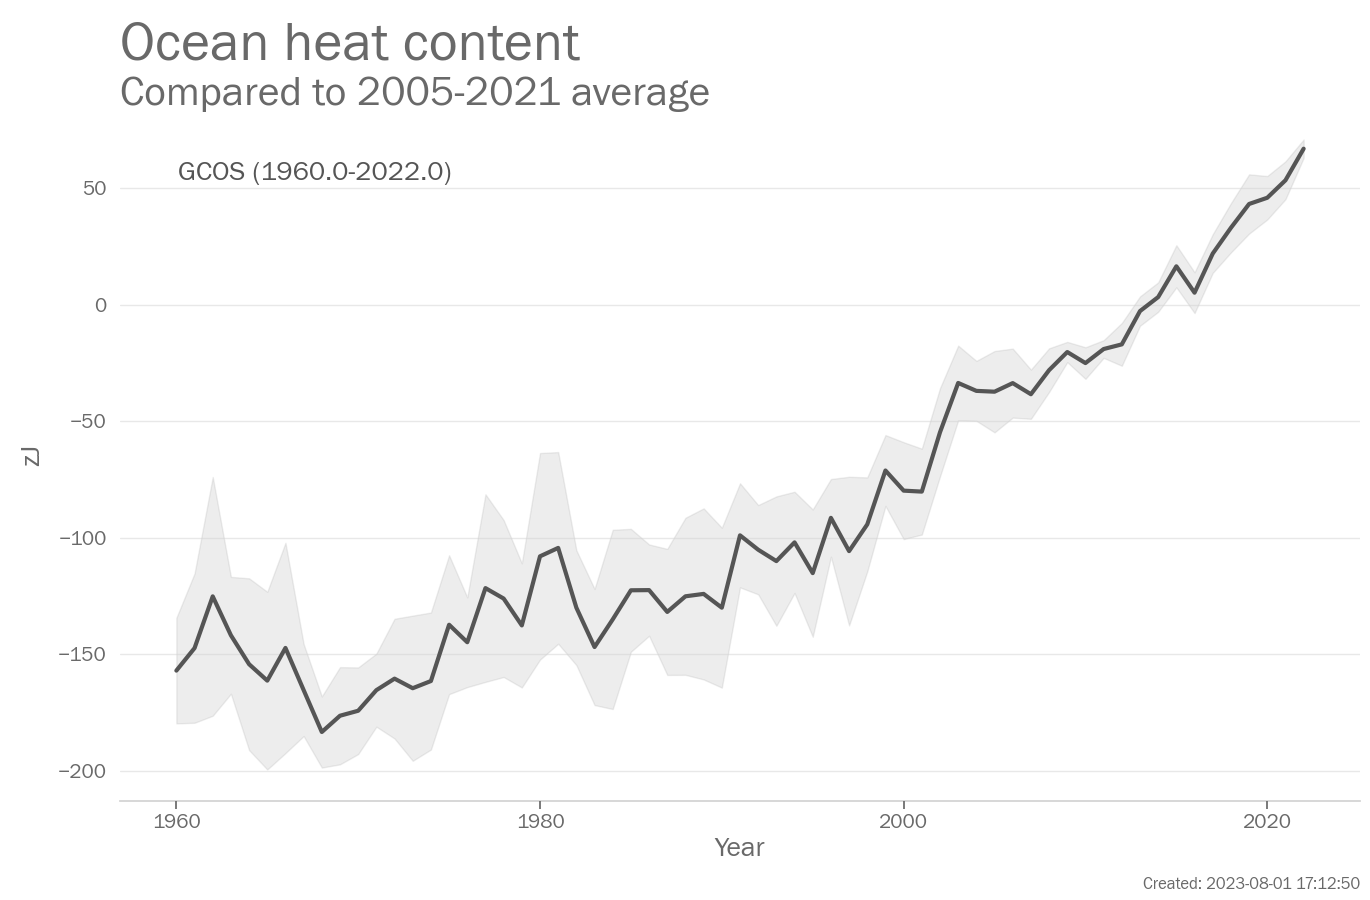 Ocean heat content
Compared to 2005-2021 average
GCOS (1960.0-2022.0)
50
0
−50
−100
−150
−200
zJ
1960 1980 2000 2020
Year
Created: 2023-08-01 17:12:50